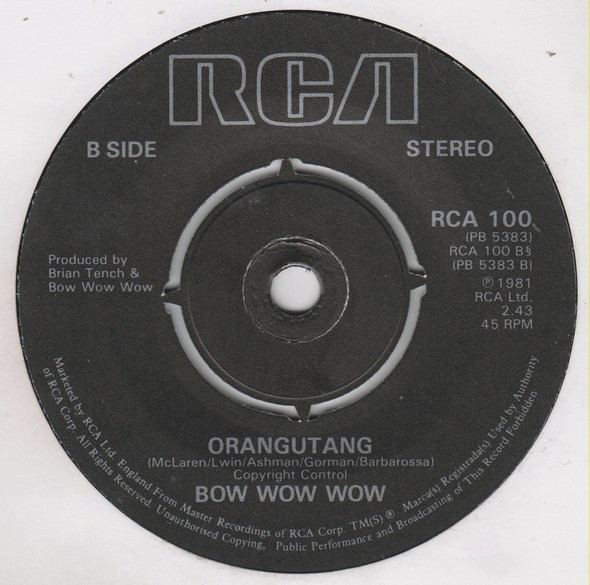 RCA
B SIDE
STEREO
RCA 100
(PB 5383)
RCA 100 B§
(PB 5383 B)
Produced by
Brian Tench &
Bow Wow Wow
℗ 1981
RCA Ltd.
2.43
45 RPM
ORANGUTANG
(McLaren/Lwin/Ashman/Gorman/Barbarossa)
Copyright Control
BOW WOW WOW
Marketed by RCA Ltd. England From Master Recordings of RCA Corp. TM(S)® Marca(s) Registrada(s) Used by Authority
of RCA Corp. All Rights Reserved. Unauthorised Copying, Public Performance and Broadcasting of This Record Forbidden